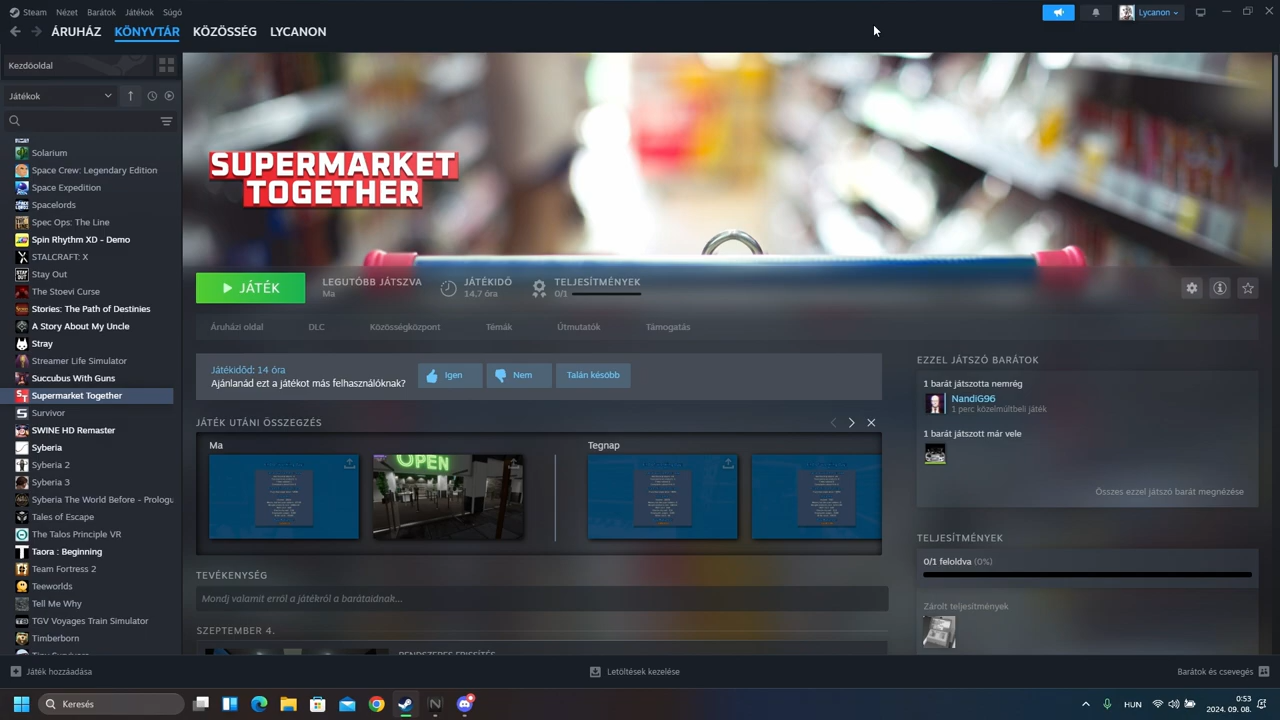 Steam Nézet Barátok Játékok Súgó
Lycanon
ÁRUHÁZ KÖNYVTÁR KÖZÖSSÉG LYCANON
Kezdőoldal
Játékok
Solarium
Space Crew: Legendary Edition
Space Expedition
Spacelords
Spec Ops: The Line
Spin Rhythm XD - Demo
STALCRAFT: X
Stay Out
The Stoevi Curse
Stories: The Path of Destinies
A Story About My Uncle
Stray
Streamer Life Simulator
Succubus With Guns
Supermarket Together
Survivor
SWINE HD Remaster
Syberia
Syberia 2
Syberia 3
Syberia The World Before - Prologu
Tales of Escape
The Talos Principle VR
Taora : Beginning
Team Fortress 2
Teeworlds
Tell Me Why
TGV Voyages Train Simulator
Timberborn
SUPERMARKET
TOGETHER
JÁTÉK
LEGUTÓBB JÁTSZVA
Ma
JÁTÉKIDŐ
14,7 óra
TELJESÍTMÉNYEK
0/1
Áruházi oldal DLC Közösségközpont Témák Útmutatók Támogatás
Játékidőd: 14 óra
Ajánlanád ezt a játékot más felhasználóknak?
Igen Nem Talán később
JÁTÉK UTÁNI ÖSSZEGZÉS
Ma Tegnap
OPEN
TEVÉKENYSÉG
Mondj valamit erről a játékról a barátaidnak...
SZEPTEMBER 4.
RENDSZERES FRISSÍTÉS
EZZEL JÁTSZÓ BARÁTOK
1 barát játszotta nemrég
NandiG96
1 perc közelmúltbeli játék
1 barát játszott már vele
Összes ezzel játszó barát megnézése
TELJESÍTMÉNYEK
0/1 feloldva (0%)
Zárolt teljesítmények
Játék hozzáadása
Letöltések kezelése
Barátok és csevegés
Keresés
HUN
0:53
2024. 09. 08.